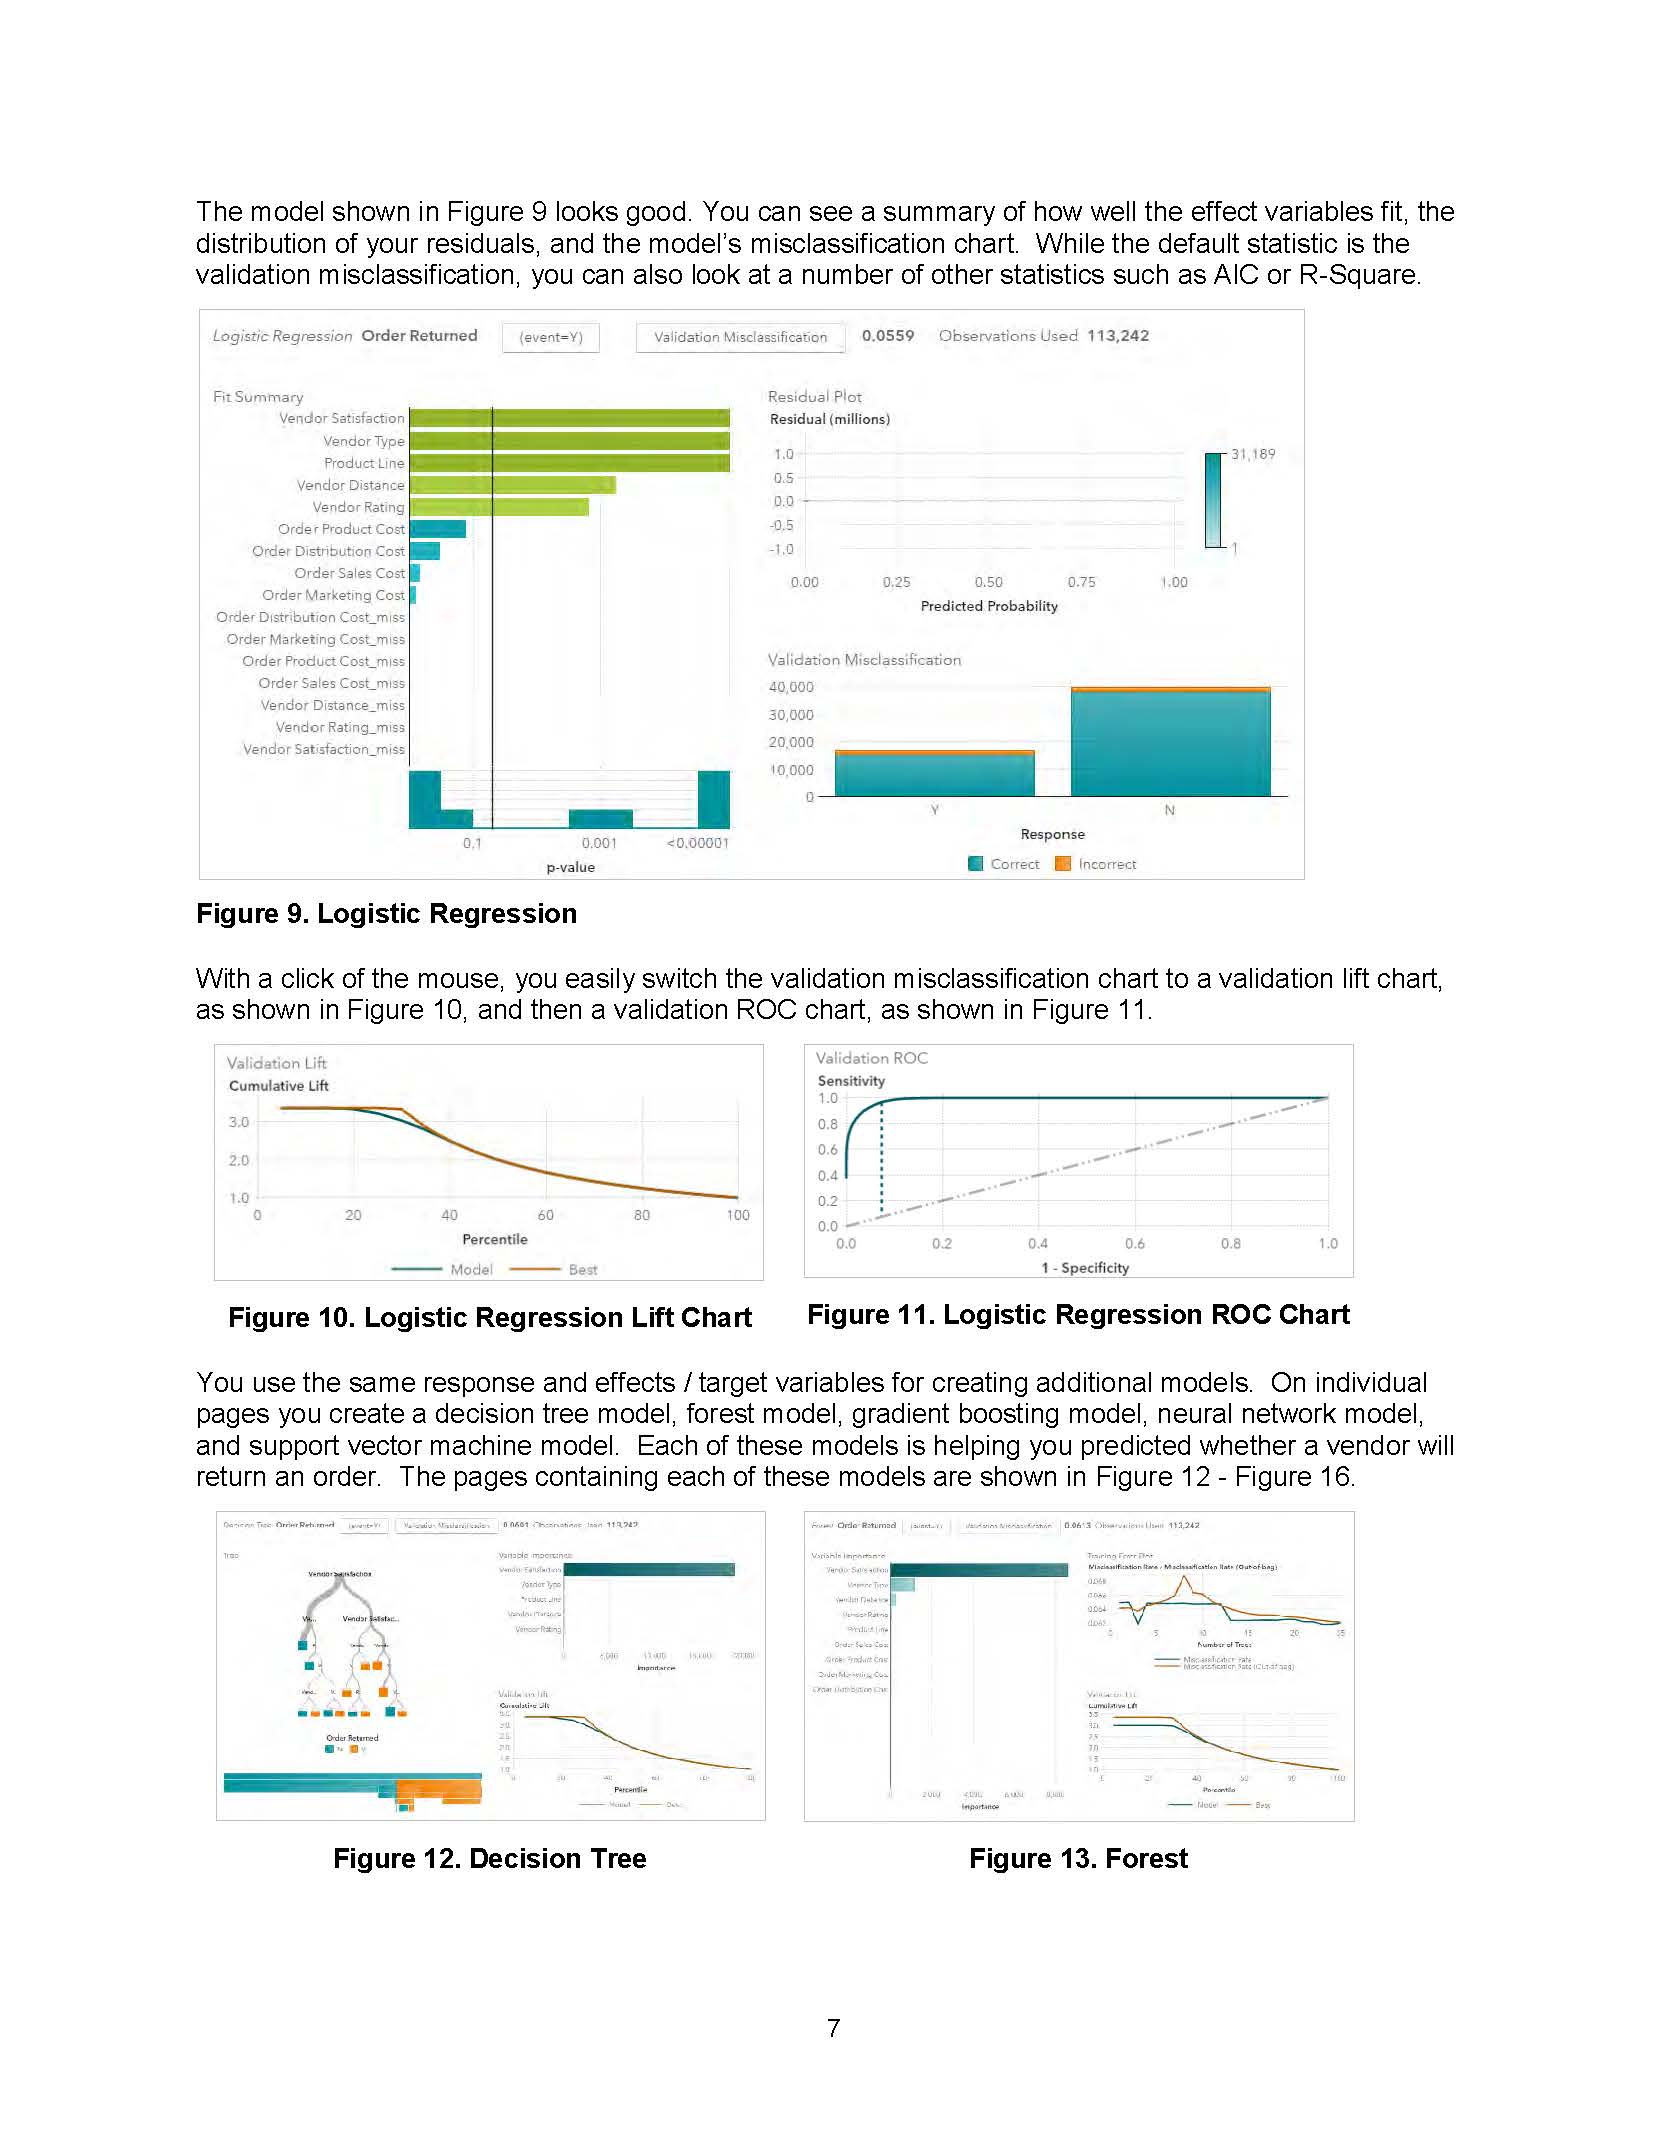 The model shown in Figure 9 looks good. You can see a summary of how well the effect variables fit, the
distribution of your residuals, and the model's misclassification chart.  While the default statistic is the
validation misclassification, you can also look at a number of other statistics such as AIC or R-Square.
Logistic Regression Order Returned (event=Y) Validation Misclassification 0.0559 Observations Used 113,242
Fit Summary
Vendor Satisfaction
Vendor Type
Product Line
Vendor Distance
Vendor Rating
Order Product Cost
Order Distribution Cost
Order Sales Cost
Order Marketing Cost
Order Distribution Cost_miss
Order Marketing Cost_miss
Order Product Cost_miss
Order Sales Cost_miss
Vendor Distance_miss
Vendor Rating_miss
Vendor Satisfaction_miss
0.1 0.001 <0.00001
p-value
Residual Plot
Residual (millions)
1.0
0.5
0.0
-0.5
-1.0
0.00 0.25 0.50 0.75 1.00
Predicted Probability
31,189
1
Validation Misclassification
40,000
30,000
20,000
10,000
0
Y N
Response
Correct Incorrect
Figure 9. Logistic Regression
With a click of the mouse, you easily switch the validation misclassification chart to a validation lift chart,
as shown in Figure 10, and then a validation ROC chart, as shown in Figure 11.
Validation Lift
Cumulative Lift
3.0
2.0
1.0
0 20 40 60 80 100
Percentile
Model Best
Validation ROC
Sensitivity
1.0
0.8
0.6
0.4
0.2
0.0
0.0 0.2 0.4 0.6 0.8 1.0
1 - Specificity
Figure 10. Logistic Regression Lift Chart
Figure 11. Logistic Regression ROC Chart
You use the same response and effects / target variables for creating additional models.  On individual
pages you create a decision tree model, forest model, gradient boosting model, neural network model,
and support vector machine model.  Each of these models is helping you predicted whether a vendor will
return an order.  The pages containing each of these models are shown in Figure 12 - Figure 16.
Decision Tree Order Returned (event=Y) Validation Misclassification 0.0601 Observations Used 113,242
Tree
Vendor Satisfaction
Vendor Satisfac...
Order Returned
Variable Importance
Vendor Satisfaction
Vendor Type
Product Line
Vendor Distance
Vendor Rating
Importance
Validation Lift
Cumulative Lift
Percentile
Model Best
Forest Order Returned (event=Y) Validation Misclassification 0.0613 Observations Used 113,242
Variable Importance
Vendor Satisfaction
Vendor Type
Vendor Distance
Vendor Rating
Product Line
Order Sales Cost
Order Product Cost
Order Marketing Cos...
Order Distribution Cost
Importance
Training Error Plot
Misclassification Rate / Misclassification Rate (Out-of-bag)
Number of Trees
Misclassification Rate
Misclassification Rate (Out-of-bag)
Validation Lift
Cumulative Lift
Percentile
Model Best
Figure 12. Decision Tree
Figure 13. Forest
7